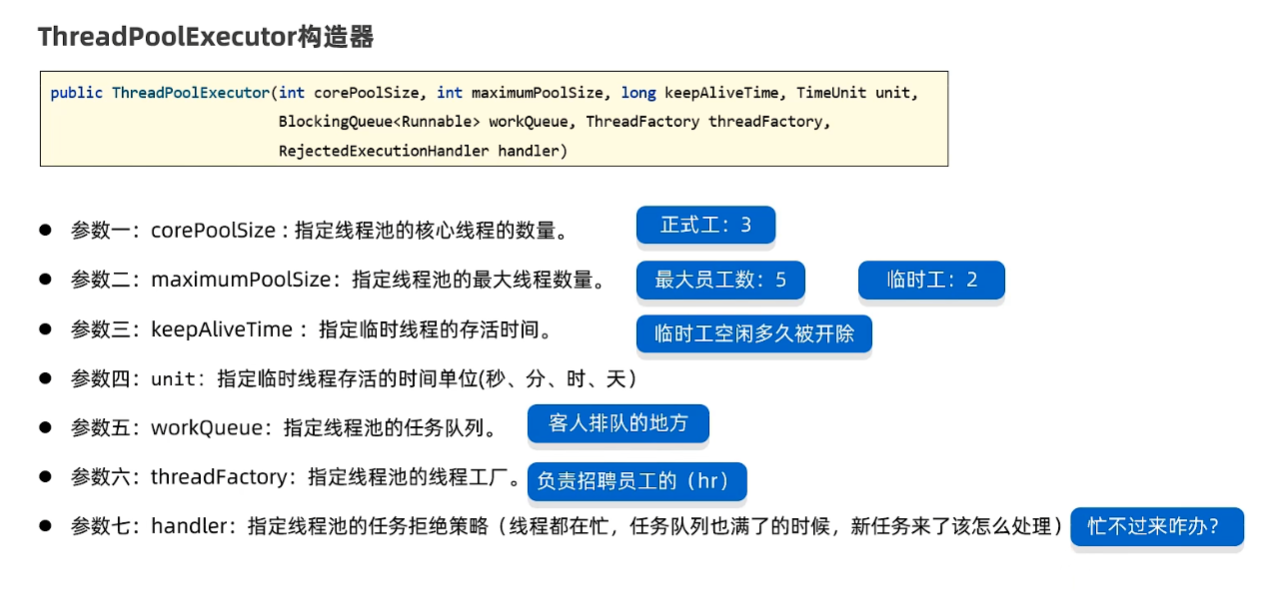 ThreadPoolExecutor构造器
public ThreadPoolExecutor(int corePoolSize, int maximumPoolSize, long keepAliveTime, TimeUnit unit,
BlockingQueue<Runnable> workQueue, ThreadFactory threadFactory,
RejectedExecutionHandler handler)
● 参数一：corePoolSize : 指定线程池的核心线程的数量。 正式工：3
● 参数二：maximumPoolSize：指定线程池的最大线程数量。 最大员工数：5 临时工：2
● 参数三：keepAliveTime ：指定临时线程的存活时间。 临时工空闲多久被开除
● 参数四：unit：指定临时线程存活的时间单位(秒、分、时、天）
● 参数五：workQueue：指定线程池的任务队列。 客人排队的地方
● 参数六：threadFactory：指定线程池的线程工厂。 负责招聘员工的（hr）
● 参数七：handler：指定线程池的任务拒绝策略（线程都在忙，任务队列也满了的时候，新任务来了该怎么处理） 忙不过来咋办？